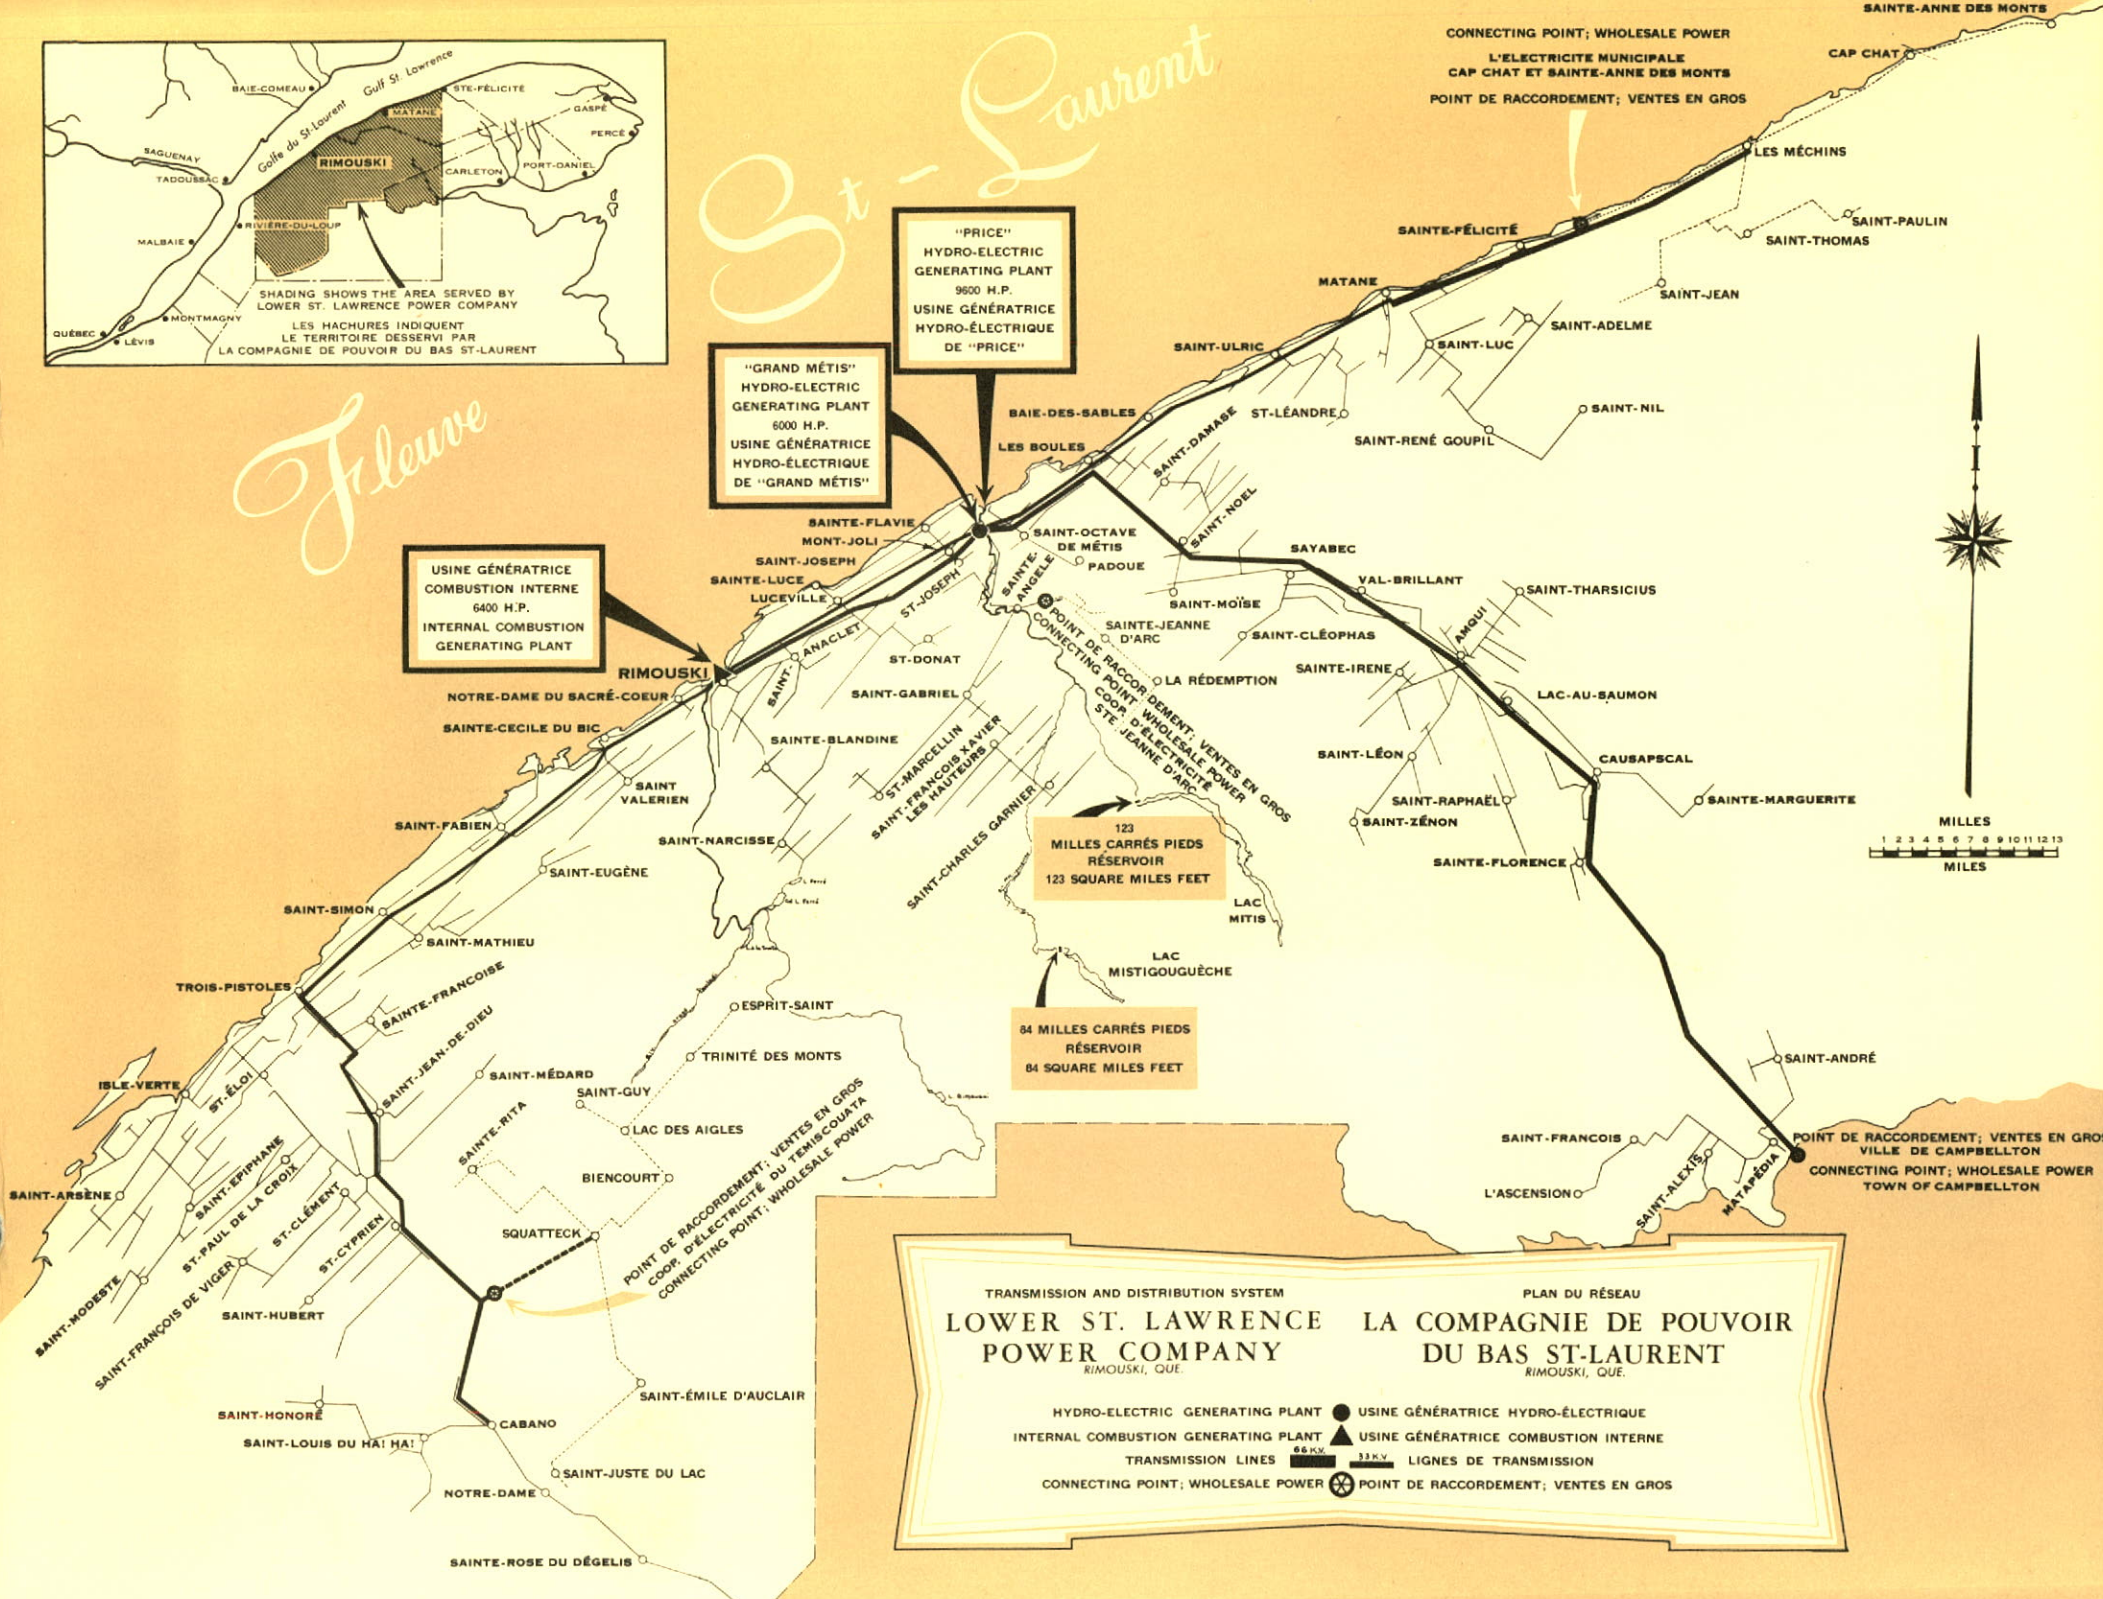 SAINTE-ANNE DES MONTS
CAP CHAT
CONNECTING POINT; WHOLESALE POWER
L'ELECTRICITE MUNICIPALE
CAP CHAT ET SAINTE-ANNE DES MONTS
POINT DE RACCORDEMENT; VENTES EN GROS
BAIE-COMEAU
Golfe du St-Laurent Gulf St. Lawrence
STE-FÉLICITÉ
MATANE
GASPÉ
PERCÉ
SAGUENAY
RIMOUSKI
TADOUSSAC
CARLETON
PORT-DANIEL
RIVIÈRE-DU-LOUP
MALBAIE
MONTMAGNY
QUÉBEC
LÉVIS
SHADING SHOWS THE AREA SERVED BY
LOWER ST. LAWRENCE POWER COMPANY
LES HACHURES INDIQUENT
LE TERRITOIRE DESSERVI PAR
LA COMPAGNIE DE POUVOIR DU BAS ST-LAURENT
Fleuve
St-Laurent
"PRICE"
HYDRO-ELECTRIC
GENERATING PLANT
9600 H.P.
USINE GÉNÉRATRICE
HYDRO-ÉLECTRIQUE
DE "PRICE"
"GRAND MÉTIS"
HYDRO-ELECTRIC
GENERATING PLANT
6000 H.P.
USINE GÉNÉRATRICE
HYDRO-ÉLECTRIQUE
DE "GRAND MÉTIS"
USINE GÉNÉRATRICE
COMBUSTION INTERNE
6400 H.P.
INTERNAL COMBUSTION
GENERATING PLANT
LES MÉCHINS
SAINT-PAULIN
SAINT-THOMAS
SAINTE-FÉLICITÉ
SAINT-JEAN
MATANE
SAINT-ADELME
SAINT-LUC
SAINT-ULRIC
SAINT-NIL
ST-LÉANDRE
SAINT-RENÉ GOUPIL
BAIE-DES-SABLES
SAINT-DAMASE
LES BOULES
SAINT-NOEL
SAINTE-FLAVIE
MONT-JOLI
SAINT-OCTAVE
DE MÉTIS
PADOUE
SAINTE-
ANGELE
SAINT-JOSEPH
ST-JOSEPH
SAINTE-LUCE
LUCEVILLE
SAINT-MOÏSE
SAYABEC
VAL-BRILLANT
SAINT-THARSICIUS
AMQUI
SAINT-CLÉOPHAS
SAINTE-IRENE
SAINTE-JEANNE
D'ARC
LA RÉDEMPTION
POINT DE RACCORDEMENT; VENTES EN GROS
CONNECTING POINT; WHOLESALE POWER
COOP. D'ÉLECTRICITÉ
STE. JEANNE D'ARC
LAC-AU-SAUMON
SAINT-LÉON
CAUSAPSCAL
SAINT-RAPHAËL
SAINTE-MARGUERITE
SAINT-ZÉNON
SAINTE-FLORENCE
SAINT-ANACLET
ST-DONAT
SAINT-GABRIEL
RIMOUSKI
NOTRE-DAME DU SACRÉ-COEUR
SAINTE-CECILE DU BIC
SAINTE-BLANDINE
ST-MARCELLIN
SAINT-FRANCOIS XAVIER
LES HAUTEURS
SAINT-CHARLES GARNIER
SAINT
VALERIEN
SAINT-FABIEN
SAINT-NARCISSE
SAINT-EUGÈNE
SAINT-SIMON
SAINT-MATHIEU
TROIS-PISTOLES
SAINTE-FRANCOISE
SAINT-JEAN-DE-DIEU
123
MILLES CARRÉS PIEDS
RÉSERVOIR
123 SQUARE MILES FEET
LAC
MITIS
LAC
MISTIGOUGUÈCHE
84 MILLES CARRÉS PIEDS
RÉSERVOIR
84 SQUARE MILES FEET
MILLES
1 2 3 4 5 6 7 8 9 10 11 12 13
MILES
ESPRIT-SAINT
TRINITÉ DES MONTS
SAINT-MÉDARD
SAINT-GUY
SAINTE-RITA
LAC DES AIGLES
BIENCOURT
SQUATTECK
POINT DE RACCORDEMENT; VENTES EN GROS
COOP. D'ÉLECTRICITÉ DU TEMISCOUATA
CONNECTING POINT; WHOLESALE POWER
ISLE-VERTE
ST-ÉLOI
SAINT-ARSÈNE
SAINT-EPIPHANE
ST-PAUL DE LA CROIX
ST-CLÉMENT
ST-CYPRIEN
SAINT-MODESTE
SAINT-FRANÇOIS DE VIGER
SAINT-HUBERT
SAINT-HONORÉ
SAINT-LOUIS DU HA! HA!
CABANO
SAINT-ÉMILE D'AUCLAIR
SAINT-JUSTE DU LAC
NOTRE-DAME
SAINTE-ROSE DU DÉGELIS
SAINT-ANDRÉ
SAINT-FRANCOIS
L'ASCENSION
SAINT-ALEXIS
MATAPÉDIA
POINT DE RACCORDEMENT; VENTES EN GROS
VILLE DE CAMPBELLTON
CONNECTING POINT; WHOLESALE POWER
TOWN OF CAMPBELLTON
TRANSMISSION AND DISTRIBUTION SYSTEM
LOWER ST. LAWRENCE
POWER COMPANY
RIMOUSKI, QUE.
PLAN DU RÉSEAU
LA COMPAGNIE DE POUVOIR
DU BAS ST-LAURENT
RIMOUSKI, QUE.
HYDRO-ELECTRIC GENERATING PLANT USINE GÉNÉRATRICE HYDRO-ÉLECTRIQUE
INTERNAL COMBUSTION GENERATING PLANT USINE GÉNÉRATRICE COMBUSTION INTERNE
TRANSMISSION LINES 66 K.V. 33 K.V. LIGNES DE TRANSMISSION
CONNECTING POINT; WHOLESALE POWER POINT DE RACCORDEMENT; VENTES EN GROS